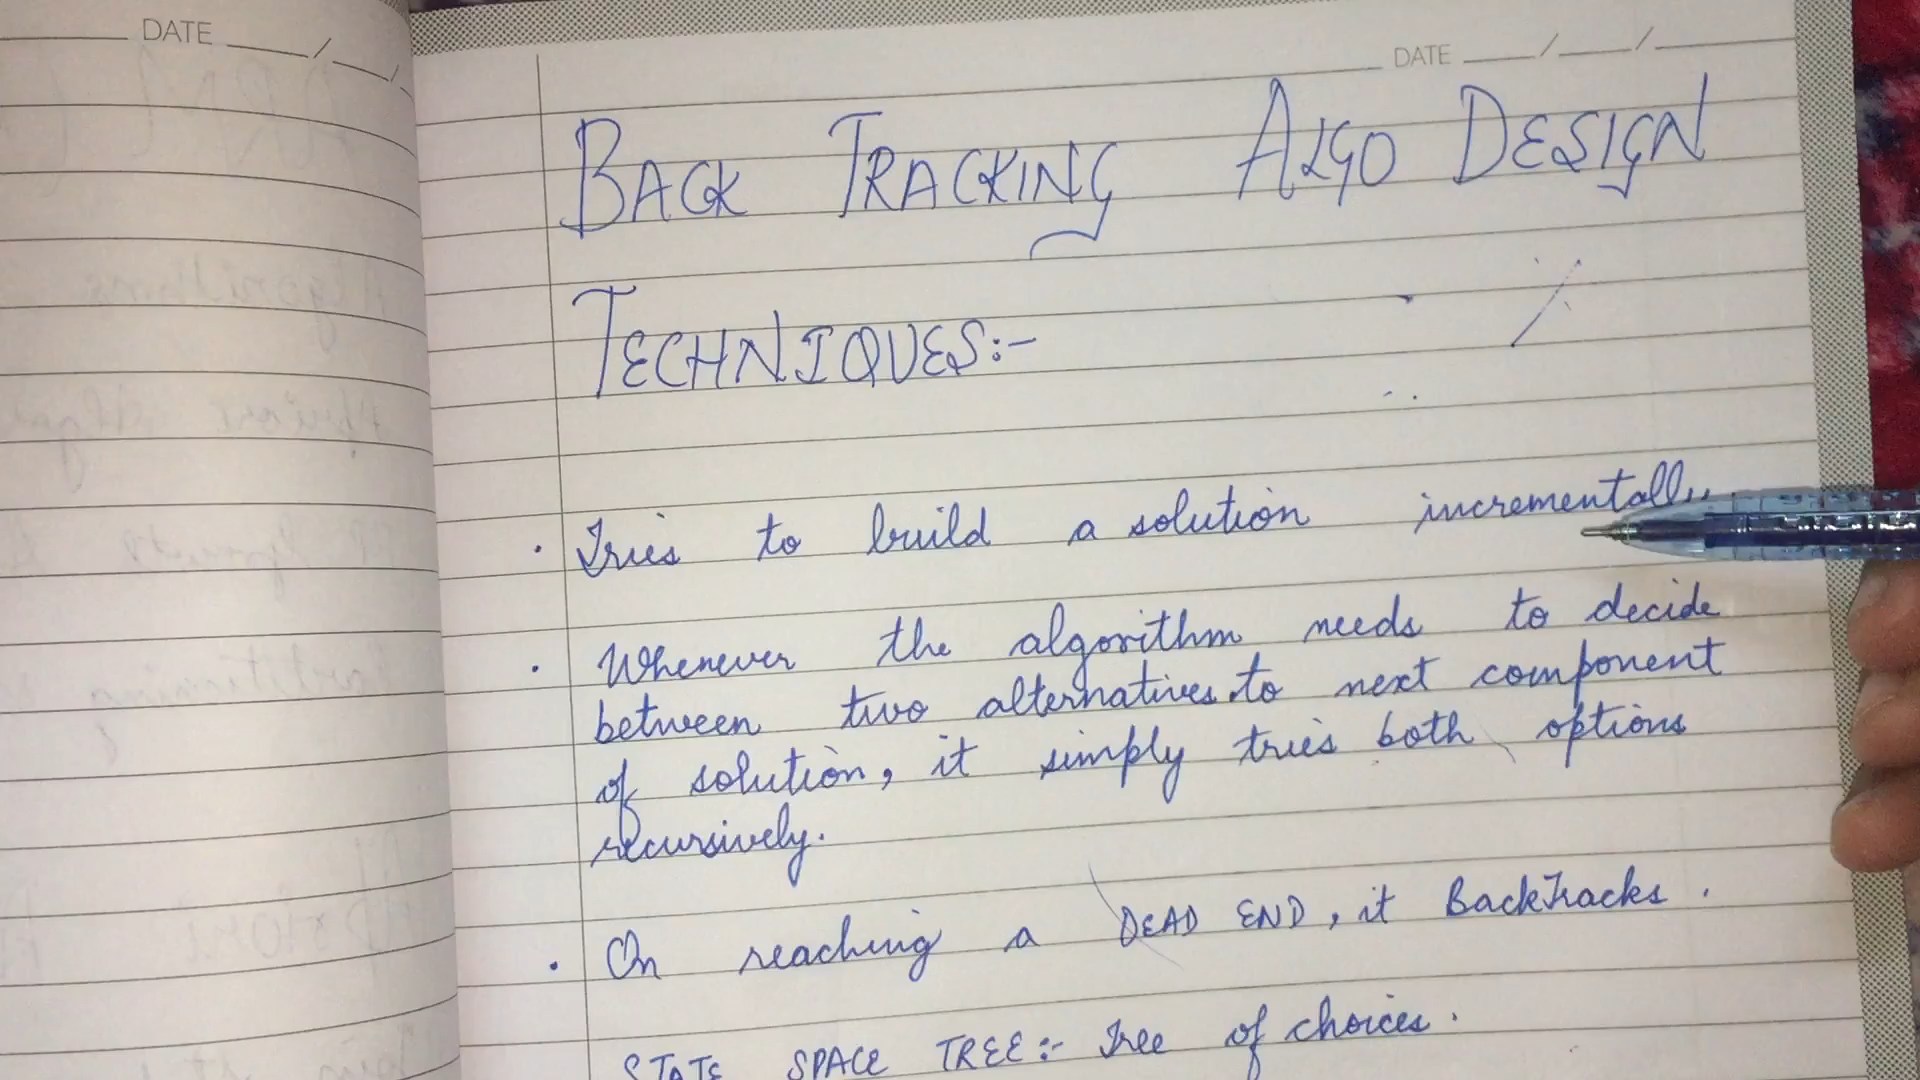 DATE
DATE
BACK TRACKING ALGO DESIGN
TECHNIQUES:-
· Tries to build a solution incrementally
· Whenever the algorithm needs to decide
between two alternatives to next component
of solution, it simply tries both options
recursively.
· On reaching a DEAD END, it BackTracks.
STATE SPACE TREE:- Tree of choices.